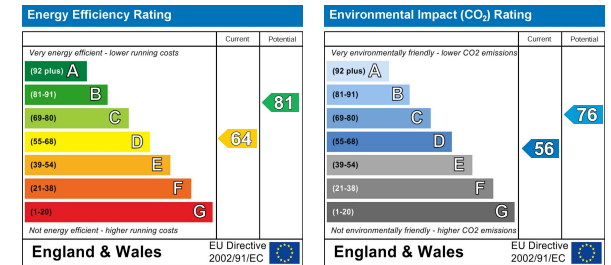 Energy Efficiency Rating
Current Potential
Very energy efficient - lower running costs
(92 plus) A
(81-91) B
81
(69-80) C
(55-68) D
64
(39-54) E
(21-38) F
(1-20) G
Not energy efficient - higher running costs
England & Wales
EU Directive
2002/91/EC
Environmental Impact (CO₂) Rating
Current Potential
Very environmentally friendly - lower CO2 emissions
(92 plus) A
(81-91) B
(69-80) C
76
(55-68) D
56
(39-54) E
(21-38) F
(1-20) G
Not environmentally friendly - higher CO2 emissions
England & Wales
EU Directive
2002/91/EC